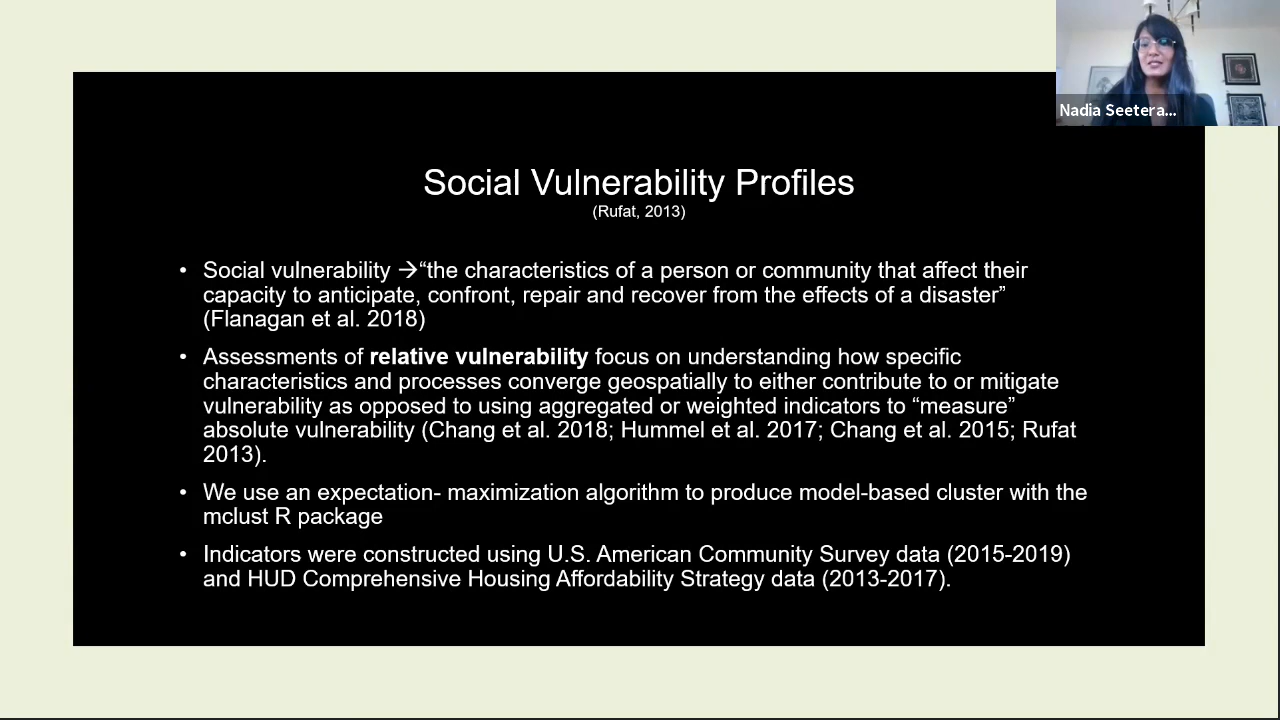 Nadia Seetera...
Social Vulnerability Profiles
(Rufat, 2013)
• Social vulnerability →“the characteristics of a person or community that affect their
capacity to anticipate, confront, repair and recover from the effects of a disaster”
(Flanagan et al. 2018)
• Assessments of relative vulnerability focus on understanding how specific
characteristics and processes converge geospatially to either contribute to or mitigate
vulnerability as opposed to using aggregated or weighted indicators to “measure”
absolute vulnerability (Chang et al. 2018; Hummel et al. 2017; Chang et al. 2015; Rufat
2013).
• We use an expectation- maximization algorithm to produce model-based cluster with the
mclust R package
• Indicators were constructed using U.S. American Community Survey data (2015-2019)
and HUD Comprehensive Housing Affordability Strategy data (2013-2017).